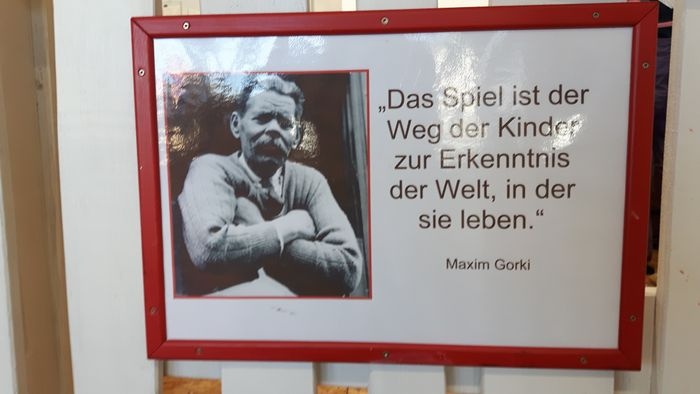 „Das Spiel ist der
Weg der Kinder
zur Erkenntnis
der Welt, in der
sie leben.“
Maxim Gorki